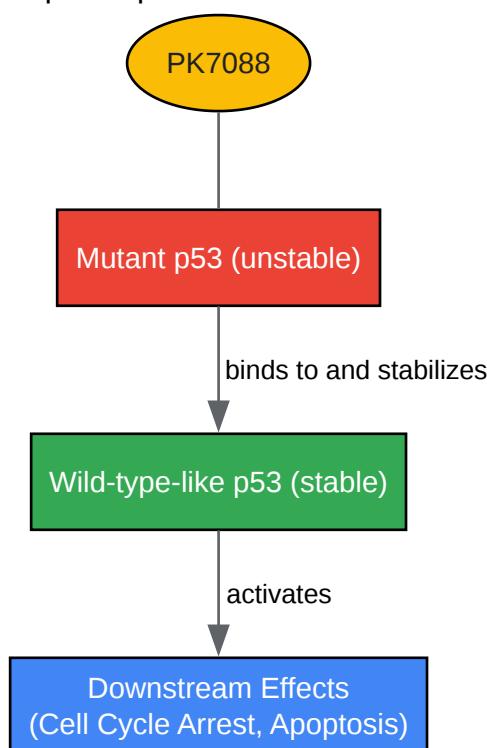 PK7088
Mutant p53 (unstable)
binds to and stabilizes
Wild-type-like p53 (stable)
activates
Downstream Effects
(Cell Cycle Arrest, Apoptosis)